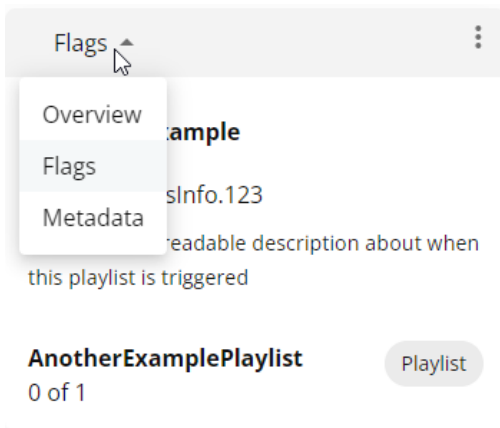 Flags
Overview
Flags
Metadata
ample
sInfo.123
readable description about when
this playlist is triggered
AnotherExamplePlaylist
Playlist
0 of 1